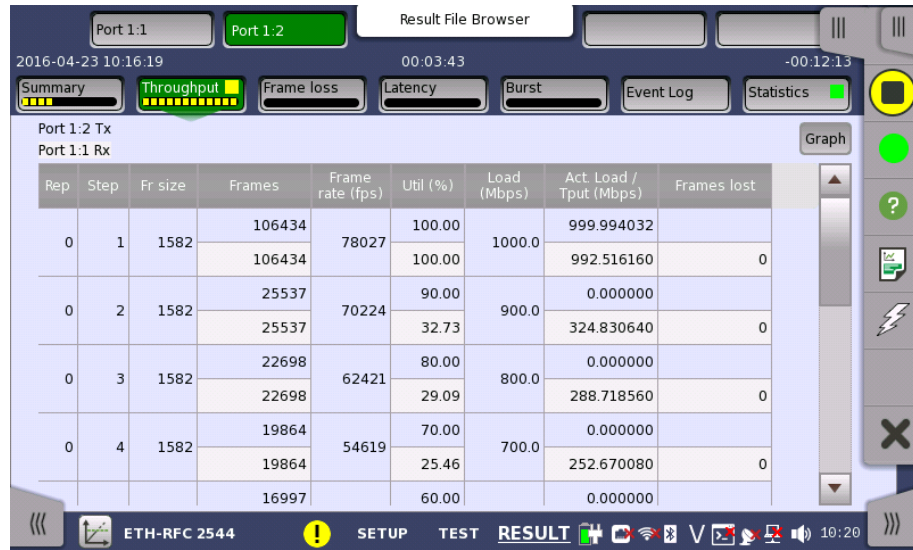 Result File Browser
Port 1:1
Port 1:2
2016-04-23 10:16:19
00:03:43
-00:12:13
Summary
Throughput
Frame loss
Latency
Burst
Event Log
Statistics
Port 1:2 Tx
Port 1:1 Rx
Graph
Rep Step Fr size Frames Frame rate (fps) Util (%) Load (Mbps) Act. Load / Tput (Mbps) Frames lost
106434 100.00 999.994032
0 1 1582 78027 1000.0
106434 100.00 992.516160 0
25537 90.00 0.000000
0 2 1582 70224 900.0
25537 32.73 324.830640 0
22698 80.00 0.000000
0 3 1582 62421 800.0
22698 29.09 288.718560 0
19864 70.00 0.000000
0 4 1582 54619 700.0
19864 25.46 252.670080 0
16997 60.00 0.000000
ETH-RFC 2544
!
SETUP
TEST
RESULT
V
10:20
?